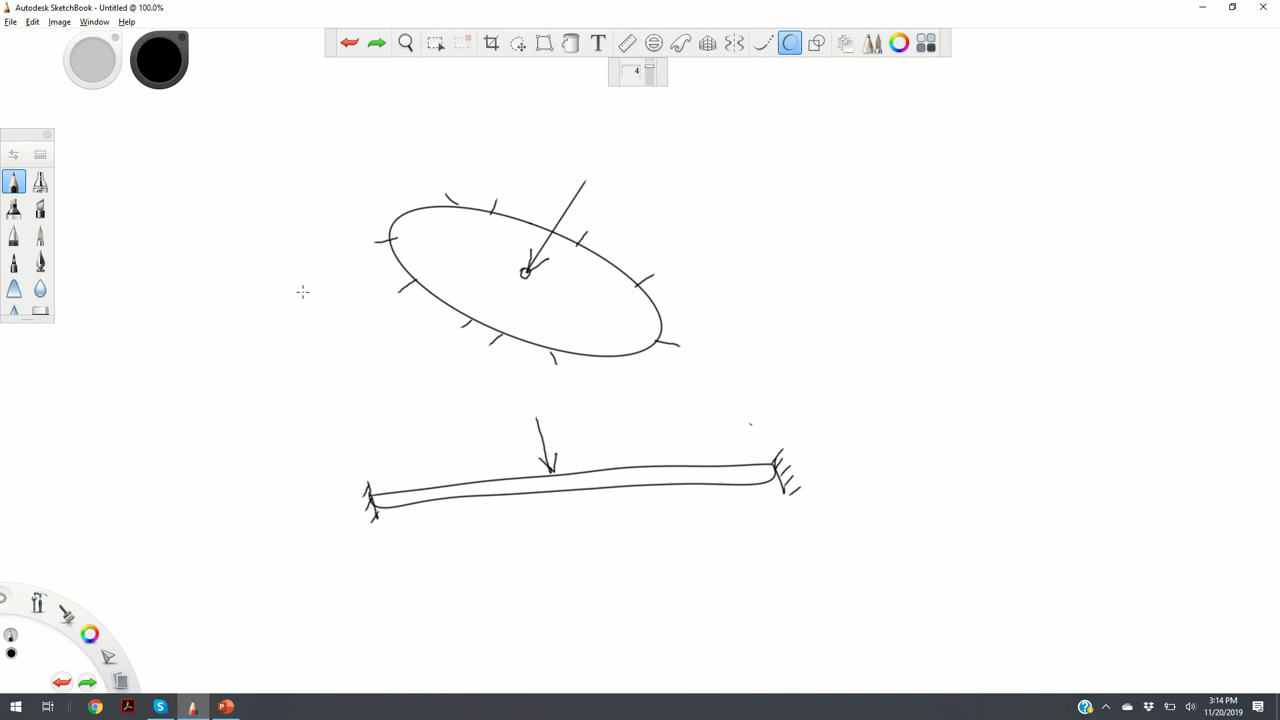 Autodesk SketchBook - Untitled @ 100.0%
File Edit Image Window Help
T
4
3:14 PM
11/20/2019